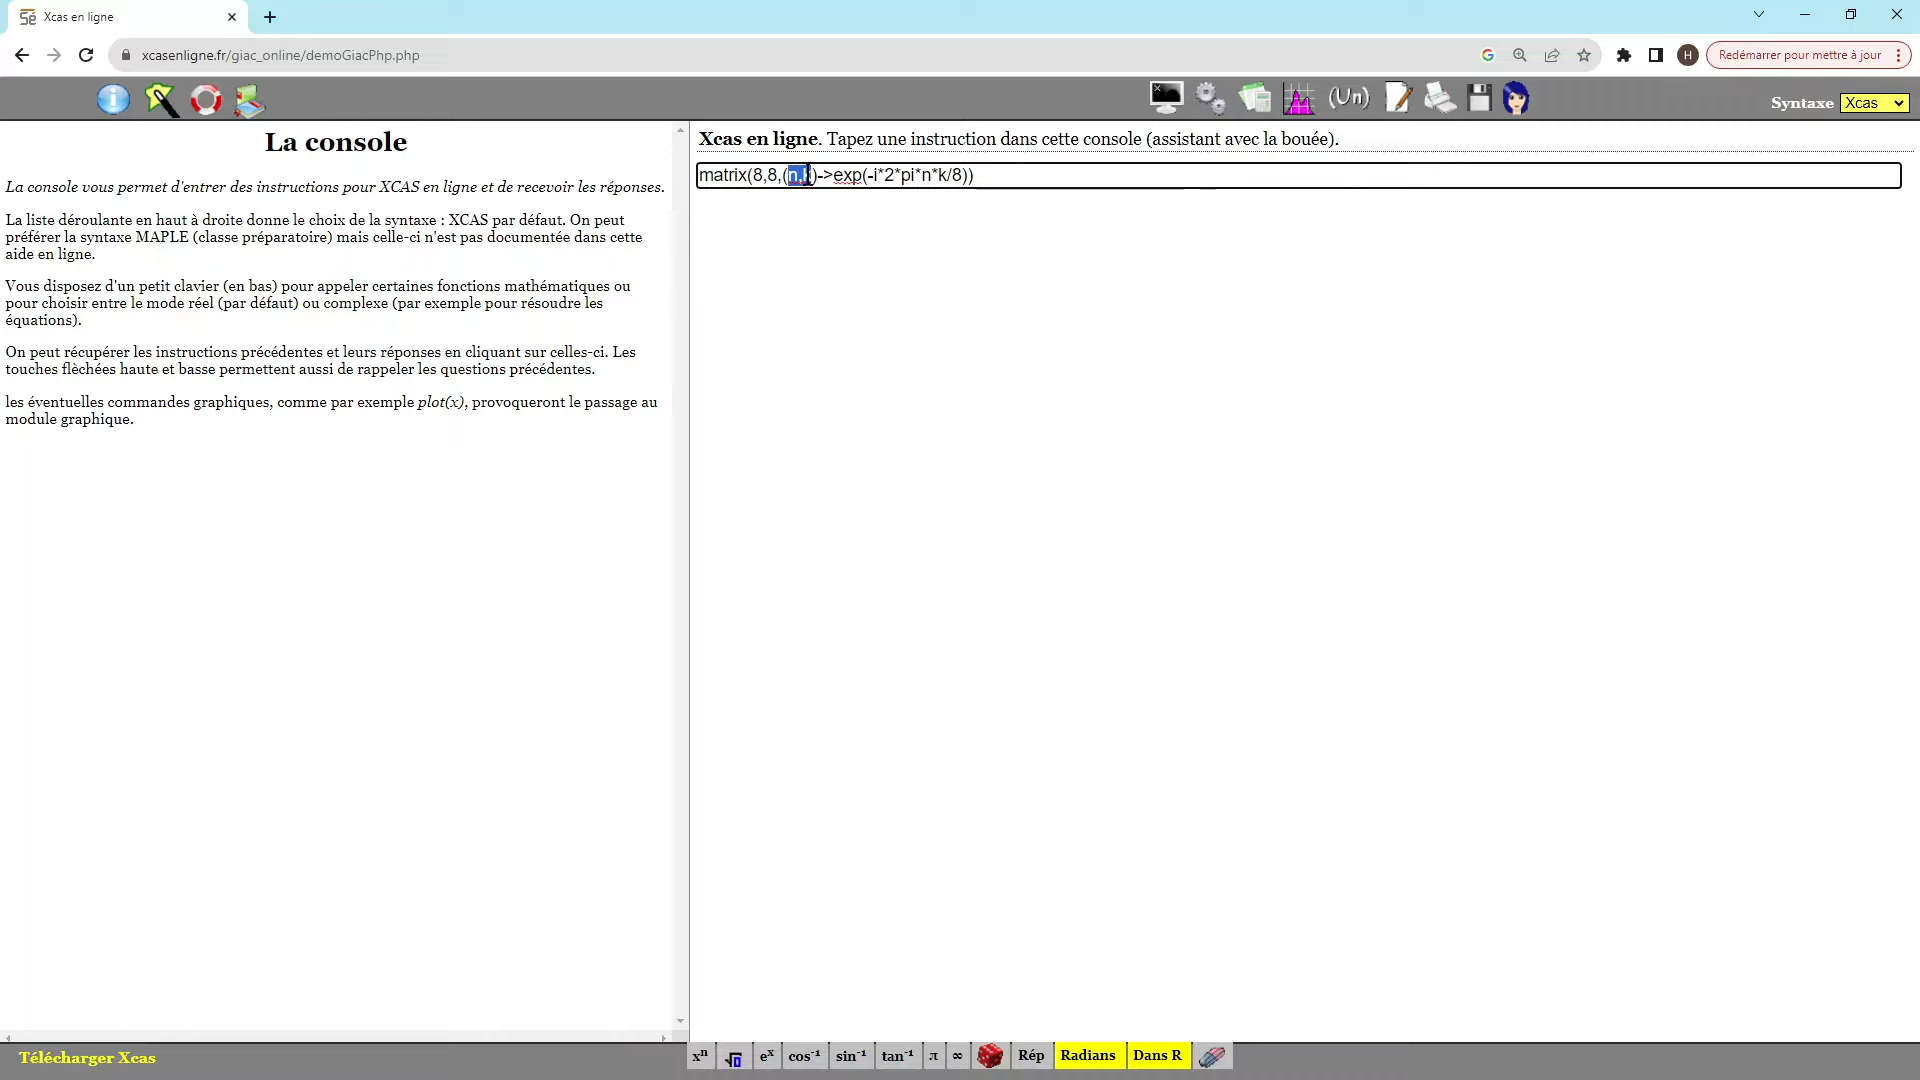 Xcas en ligne
xcasenligne.fr/giac_online/demoGiacPhp.php
H
Redémarrer pour mettre à jour
(Un)
Syntaxe Xcas
La console
La console vous permet d'entrer des instructions pour XCAS en ligne et de recevoir les réponses.
La liste déroulante en haut à droite donne le choix de la syntaxe : XCAS par défaut. On peut
préférer la syntaxe MAPLE (classe préparatoire) mais celle-ci n'est pas documentée dans cette
aide en ligne.
Vous disposez d'un petit clavier (en bas) pour appeler certaines fonctions mathématiques ou
pour choisir entre le mode réel (par défaut) ou complexe (par exemple pour résoudre les
équations).
On peut récupérer les instructions précédentes et leurs réponses en cliquant sur celles-ci. Les
touches flèchées haute et basse permettent aussi de rappeler les questions précédentes.
les éventuelles commandes graphiques, comme par exemple plot(x), provoqueront le passage au
module graphique.
Xcas en ligne. Tapez une instruction dans cette console (assistant avec la bouée).
matrix(8,8,(n,k)->exp(-i*2*pi*n*k/8))
Télécharger Xcas
xⁿ √ eˣ cos⁻¹ sin⁻¹ tan⁻¹ π ∞ Rép Radians Dans R